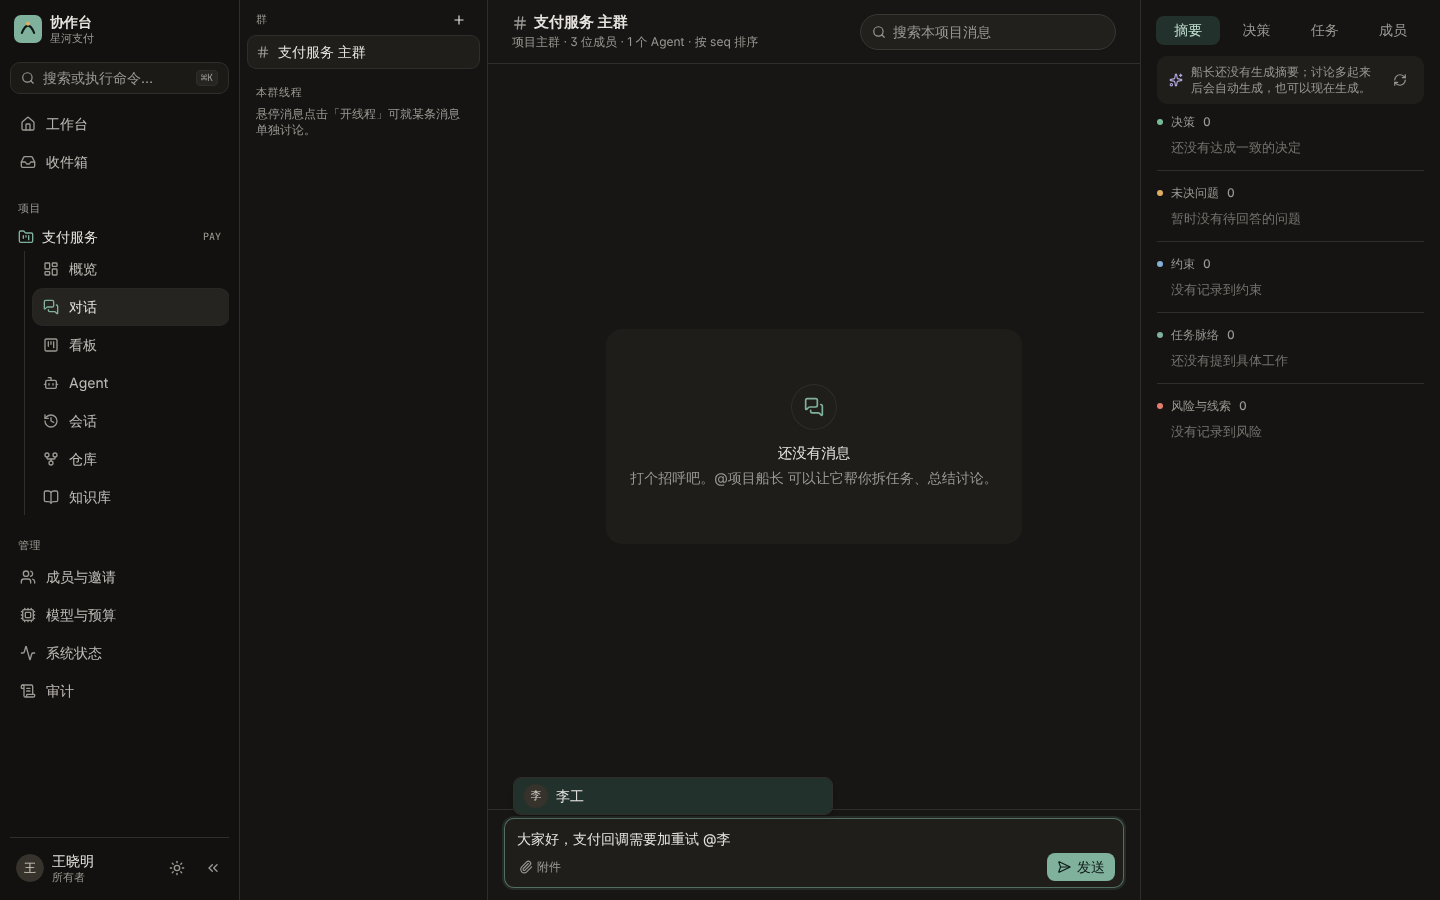 协作台
星河支付
搜索或执行命令...
⌘K
工作台
收件箱
项目
支付服务
PAY
概览
对话
看板
Agent
会话
仓库
知识库
管理
成员与邀请
模型与预算
系统状态
审计
王
王晓明
所有者
群
支付服务 主群
本群线程
悬停消息点击「开线程」可就某条消息
单独讨论。
支付服务 主群
项目主群 · 3 位成员 · 1 个 Agent · 按 seq 排序
搜索本项目消息
还没有消息
打个招呼吧。@项目船长 可以让它帮你拆任务、总结讨论。
李
李工
大家好，支付回调需要加重试 @李
附件
发送
摘要
决策
任务
成员
船长还没有生成摘要；讨论多起来
后会自动生成，也可以现在生成。
决策 0
还没有达成一致的决定
未决问题 0
暂时没有待回答的问题
约束 0
没有记录到约束
任务脉络 0
还没有提到具体工作
风险与线索 0
没有记录到风险